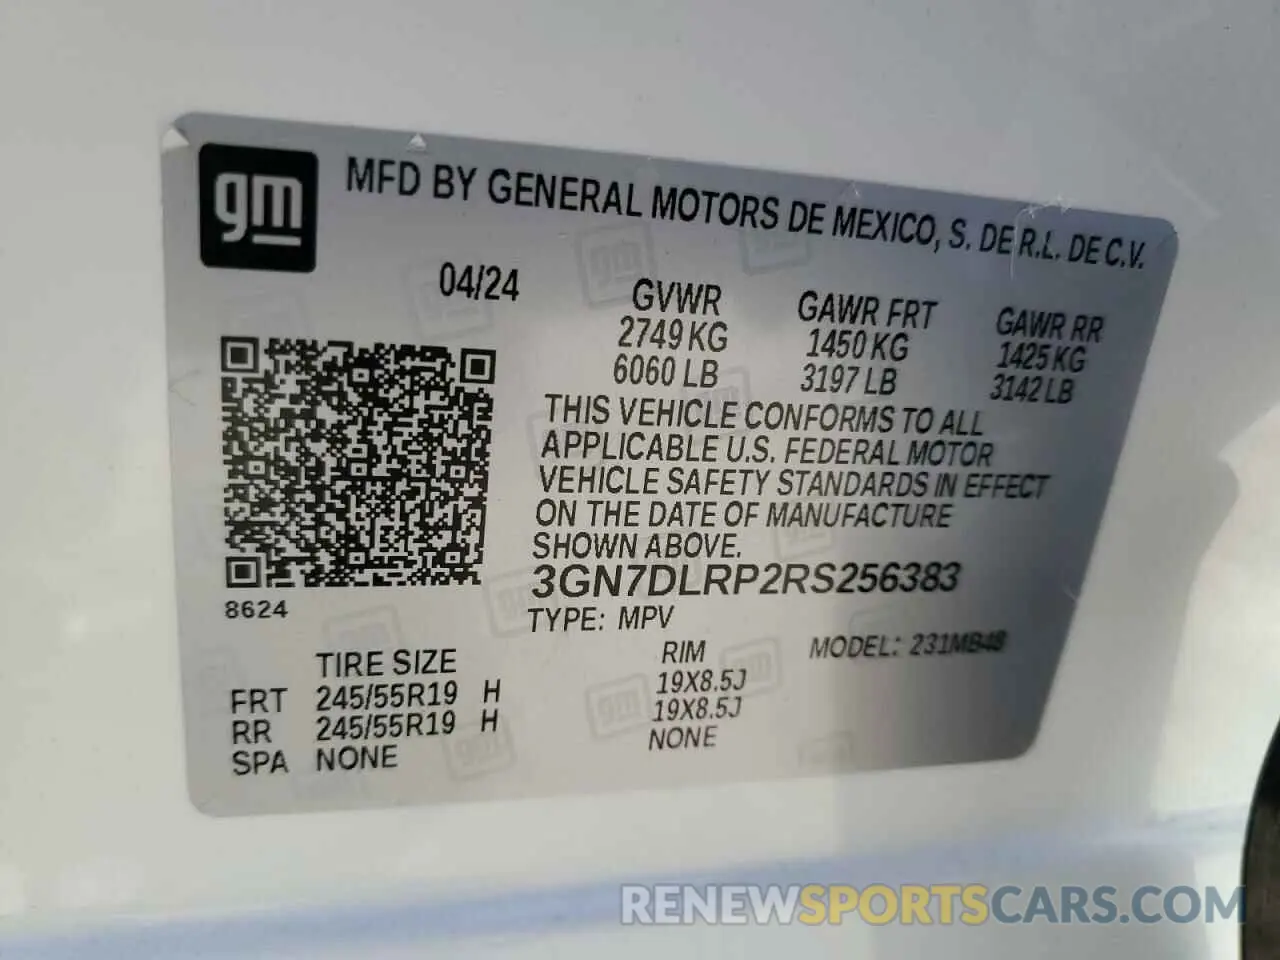 gm MFD BY GENERAL MOTORS DE MEXICO, S. DE R.L. DE C.V.
04/24
GVWR GAWR FRT GAWR RR
2749 KG 1450 KG 1425 KG
6060 LB 3197 LB 3142 LB
THIS VEHICLE CONFORMS TO ALL
APPLICABLE U.S. FEDERAL MOTOR
VEHICLE SAFETY STANDARDS IN EFFECT
ON THE DATE OF MANUFACTURE
SHOWN ABOVE.
3GN7DLRP2RS256383
8624
TYPE: MPV MODEL: 231MB48
TIRE SIZE RIM
FRT 245/55R19 H 19X8.5J
RR 245/55R19 H 19X8.5J
SPA NONE NONE
RENEWSPORTSCARS.COM